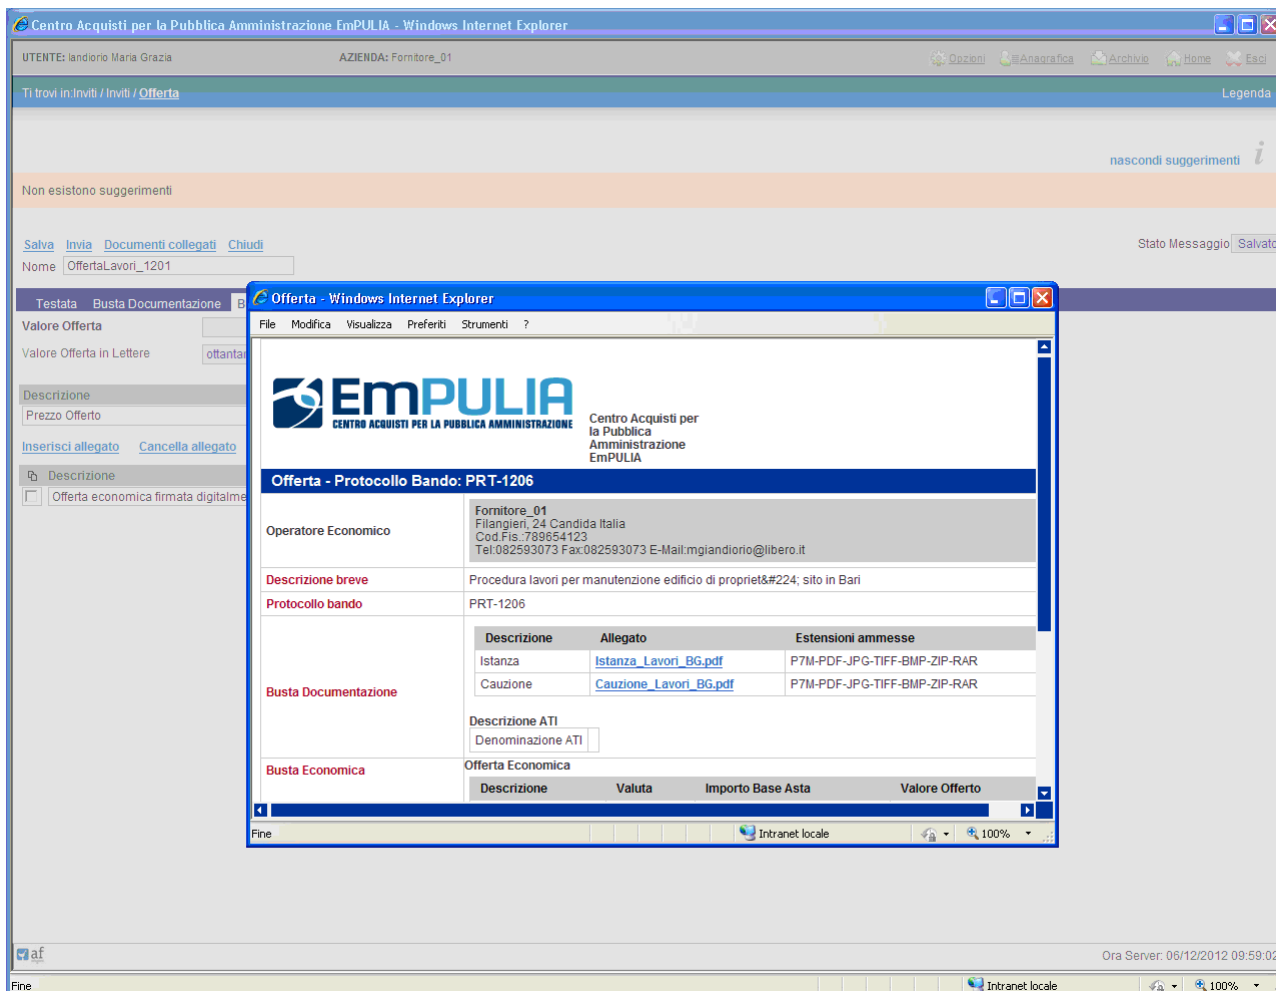 Centro Acquisti per la Pubblica Amministrazione EmPULIA - Windows Internet Explorer
UTENTE: Iandiorio Maria Grazia AZIENDA: Fornitore_01 Opzioni Anagrafica Archivio Home Esci
Ti trovi in:Inviti / Inviti / Offerta Legenda
nascondi suggerimenti i
Non esistono suggerimenti
Salva Invia Documenti collegati Chiudi Stato Messaggio Salvato
Nome OffertaLavori_1201
Testata Busta Documentazione B
Valore Offerta
Valore Offerta in Lettere ottantan
Descrizione
Prezzo Offerto
Inserisci allegato Cancella allegato
Descrizione
Offerta economica firmata digitalme
Offerta - Windows Internet Explorer
File Modifica Visualizza Preferiti Strumenti ?
EmPULIA
CENTRO ACQUISTI PER LA PUBBLICA AMMINISTRAZIONE
Centro Acquisti per
la Pubblica
Amministrazione
EmPULIA
Offerta - Protocollo Bando: PRT-1206
Operatore Economico
Fornitore_01
Filangieri, 24 Candida Italia
Cod.Fis.:789654123
Tel:082593073 Fax:082593073 E-Mail:mgiandiorio@libero.it
Descrizione breve Procedura lavori per manutenzione edificio di propriet&#224; sito in Bari
Protocollo bando PRT-1206
Busta Documentazione
Descrizione Allegato Estensioni ammesse
Istanza Istanza_Lavori_BG.pdf P7M-PDF-JPG-TIFF-BMP-ZIP-RAR
Cauzione Cauzione_Lavori_BG.pdf P7M-PDF-JPG-TIFF-BMP-ZIP-RAR
Descrizione ATI
Denominazione ATI
Busta Economica
Offerta Economica
Descrizione Valuta Importo Base Asta Valore Offerto
Fine Intranet locale 100%
af Ora Server: 06/12/2012 09:59:02
Fine Intranet locale 100%